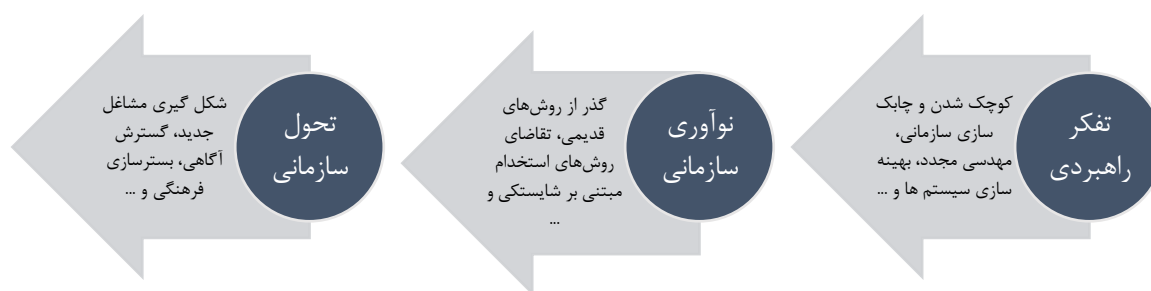 تفکر
راهبردی
کوچک شدن و چابک
سازی سازمانی،
مهدسی مجدد، بهینه
سازی سیستم ها و ...
نوآوری
سازمانی
گذر از روش‌های
قدیمی، تقاضای
روش‌های استخدام
مبتنی بر شایستکی و
...
تحول
سازمانی
شکل گیری مشاغل
جدید، گسترش
آگاهی، بسترسازی
فرهنگی و ...